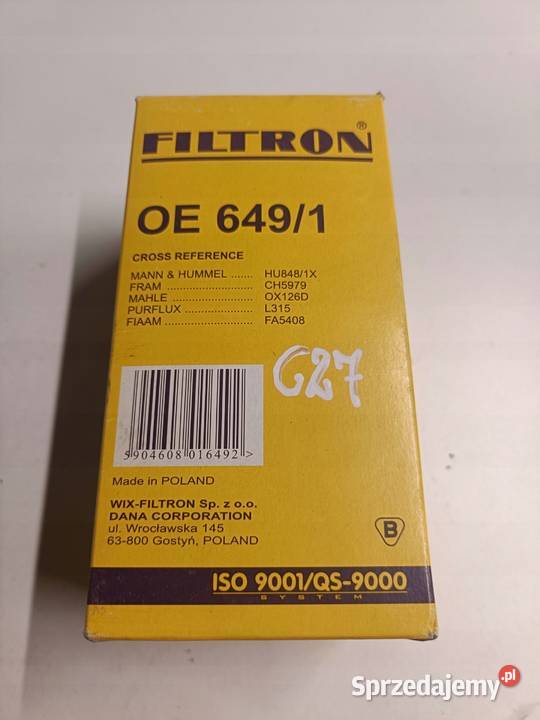 FILTRON®
OE 649/1
CROSS REFERENCE
MANN & HUMMEL ....... HU848/1X
FRAM ............................ CH5979
MAHLE .......................... OX126D
PURFLUX ..................... L315
FIAAM ........................... FA5408
G27
5904608 016492>
Made in POLAND
WIX-FILTRON Sp. z o.o.
DANA CORPORATION
ul. Wrocławska 145
63-800 Gostyń, POLAND
B
ISO 9001/QS-9000
SYSTEM
Sprzedajemy.pl